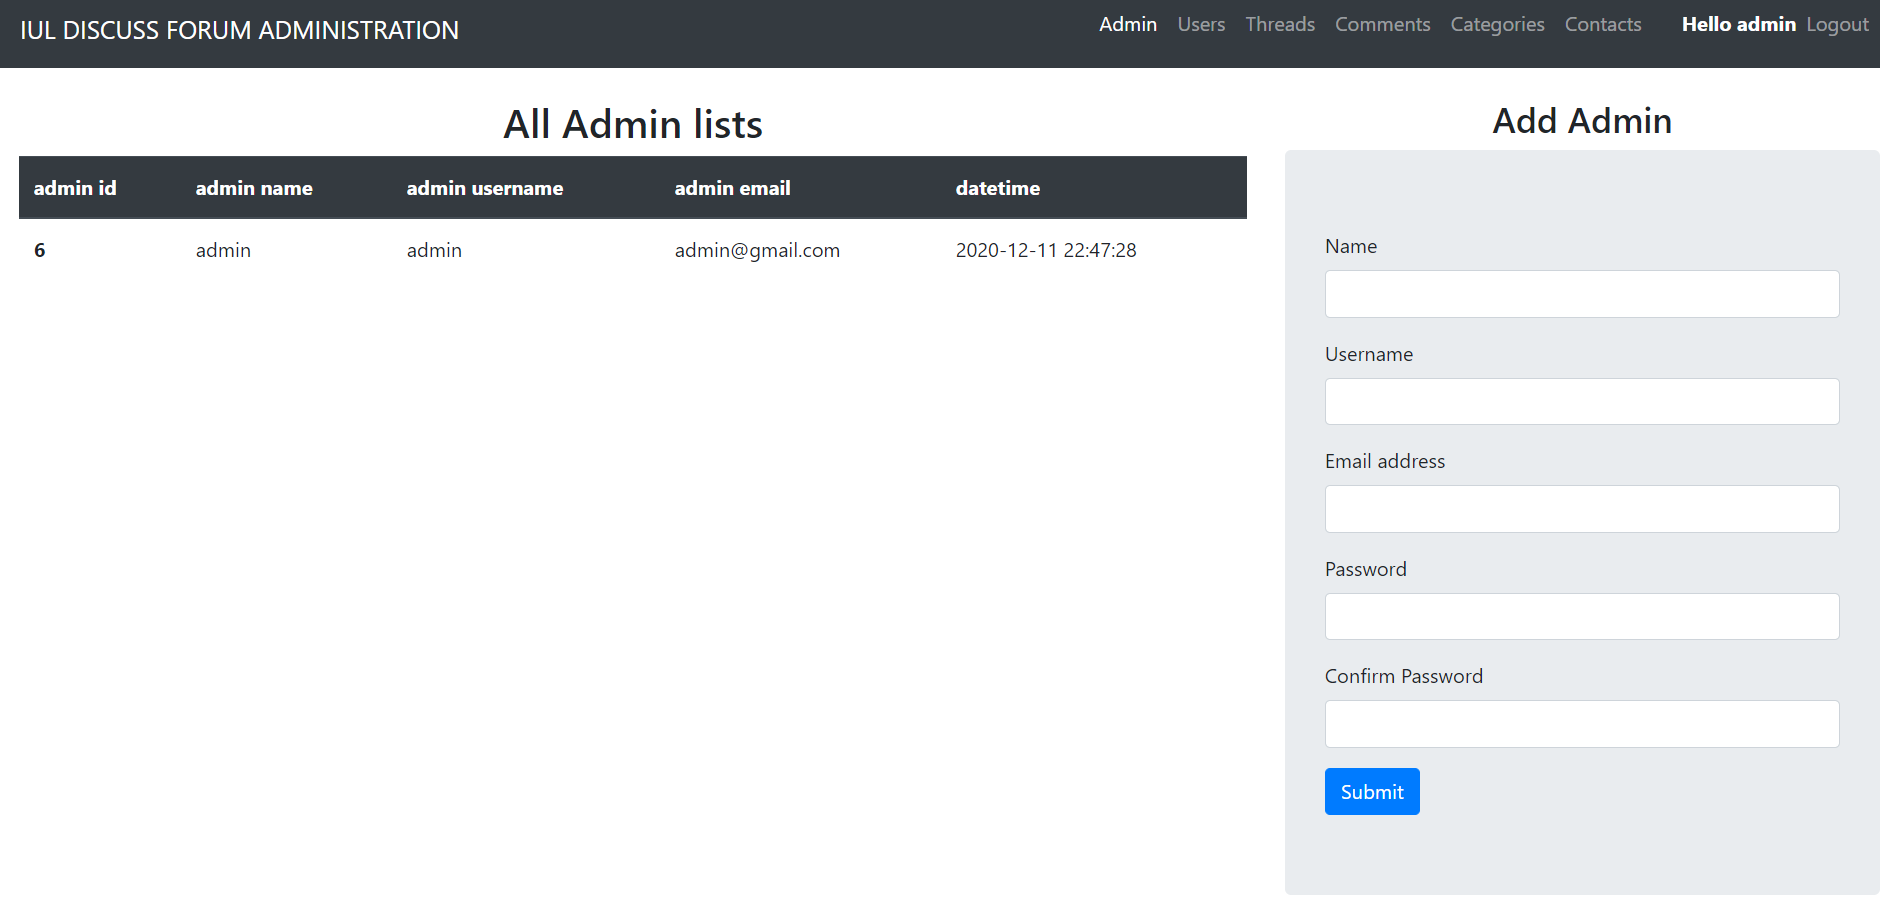 IUL DISCUSS FORUM ADMINISTRATION
Admin Users Threads Comments Categories Contacts Hello admin Logout
All Admin lists
admin id admin name admin username admin email datetime
6 admin admin admin@gmail.com 2020-12-11 22:47:28
Add Admin
Name
Username
Email address
Password
Confirm Password
Submit